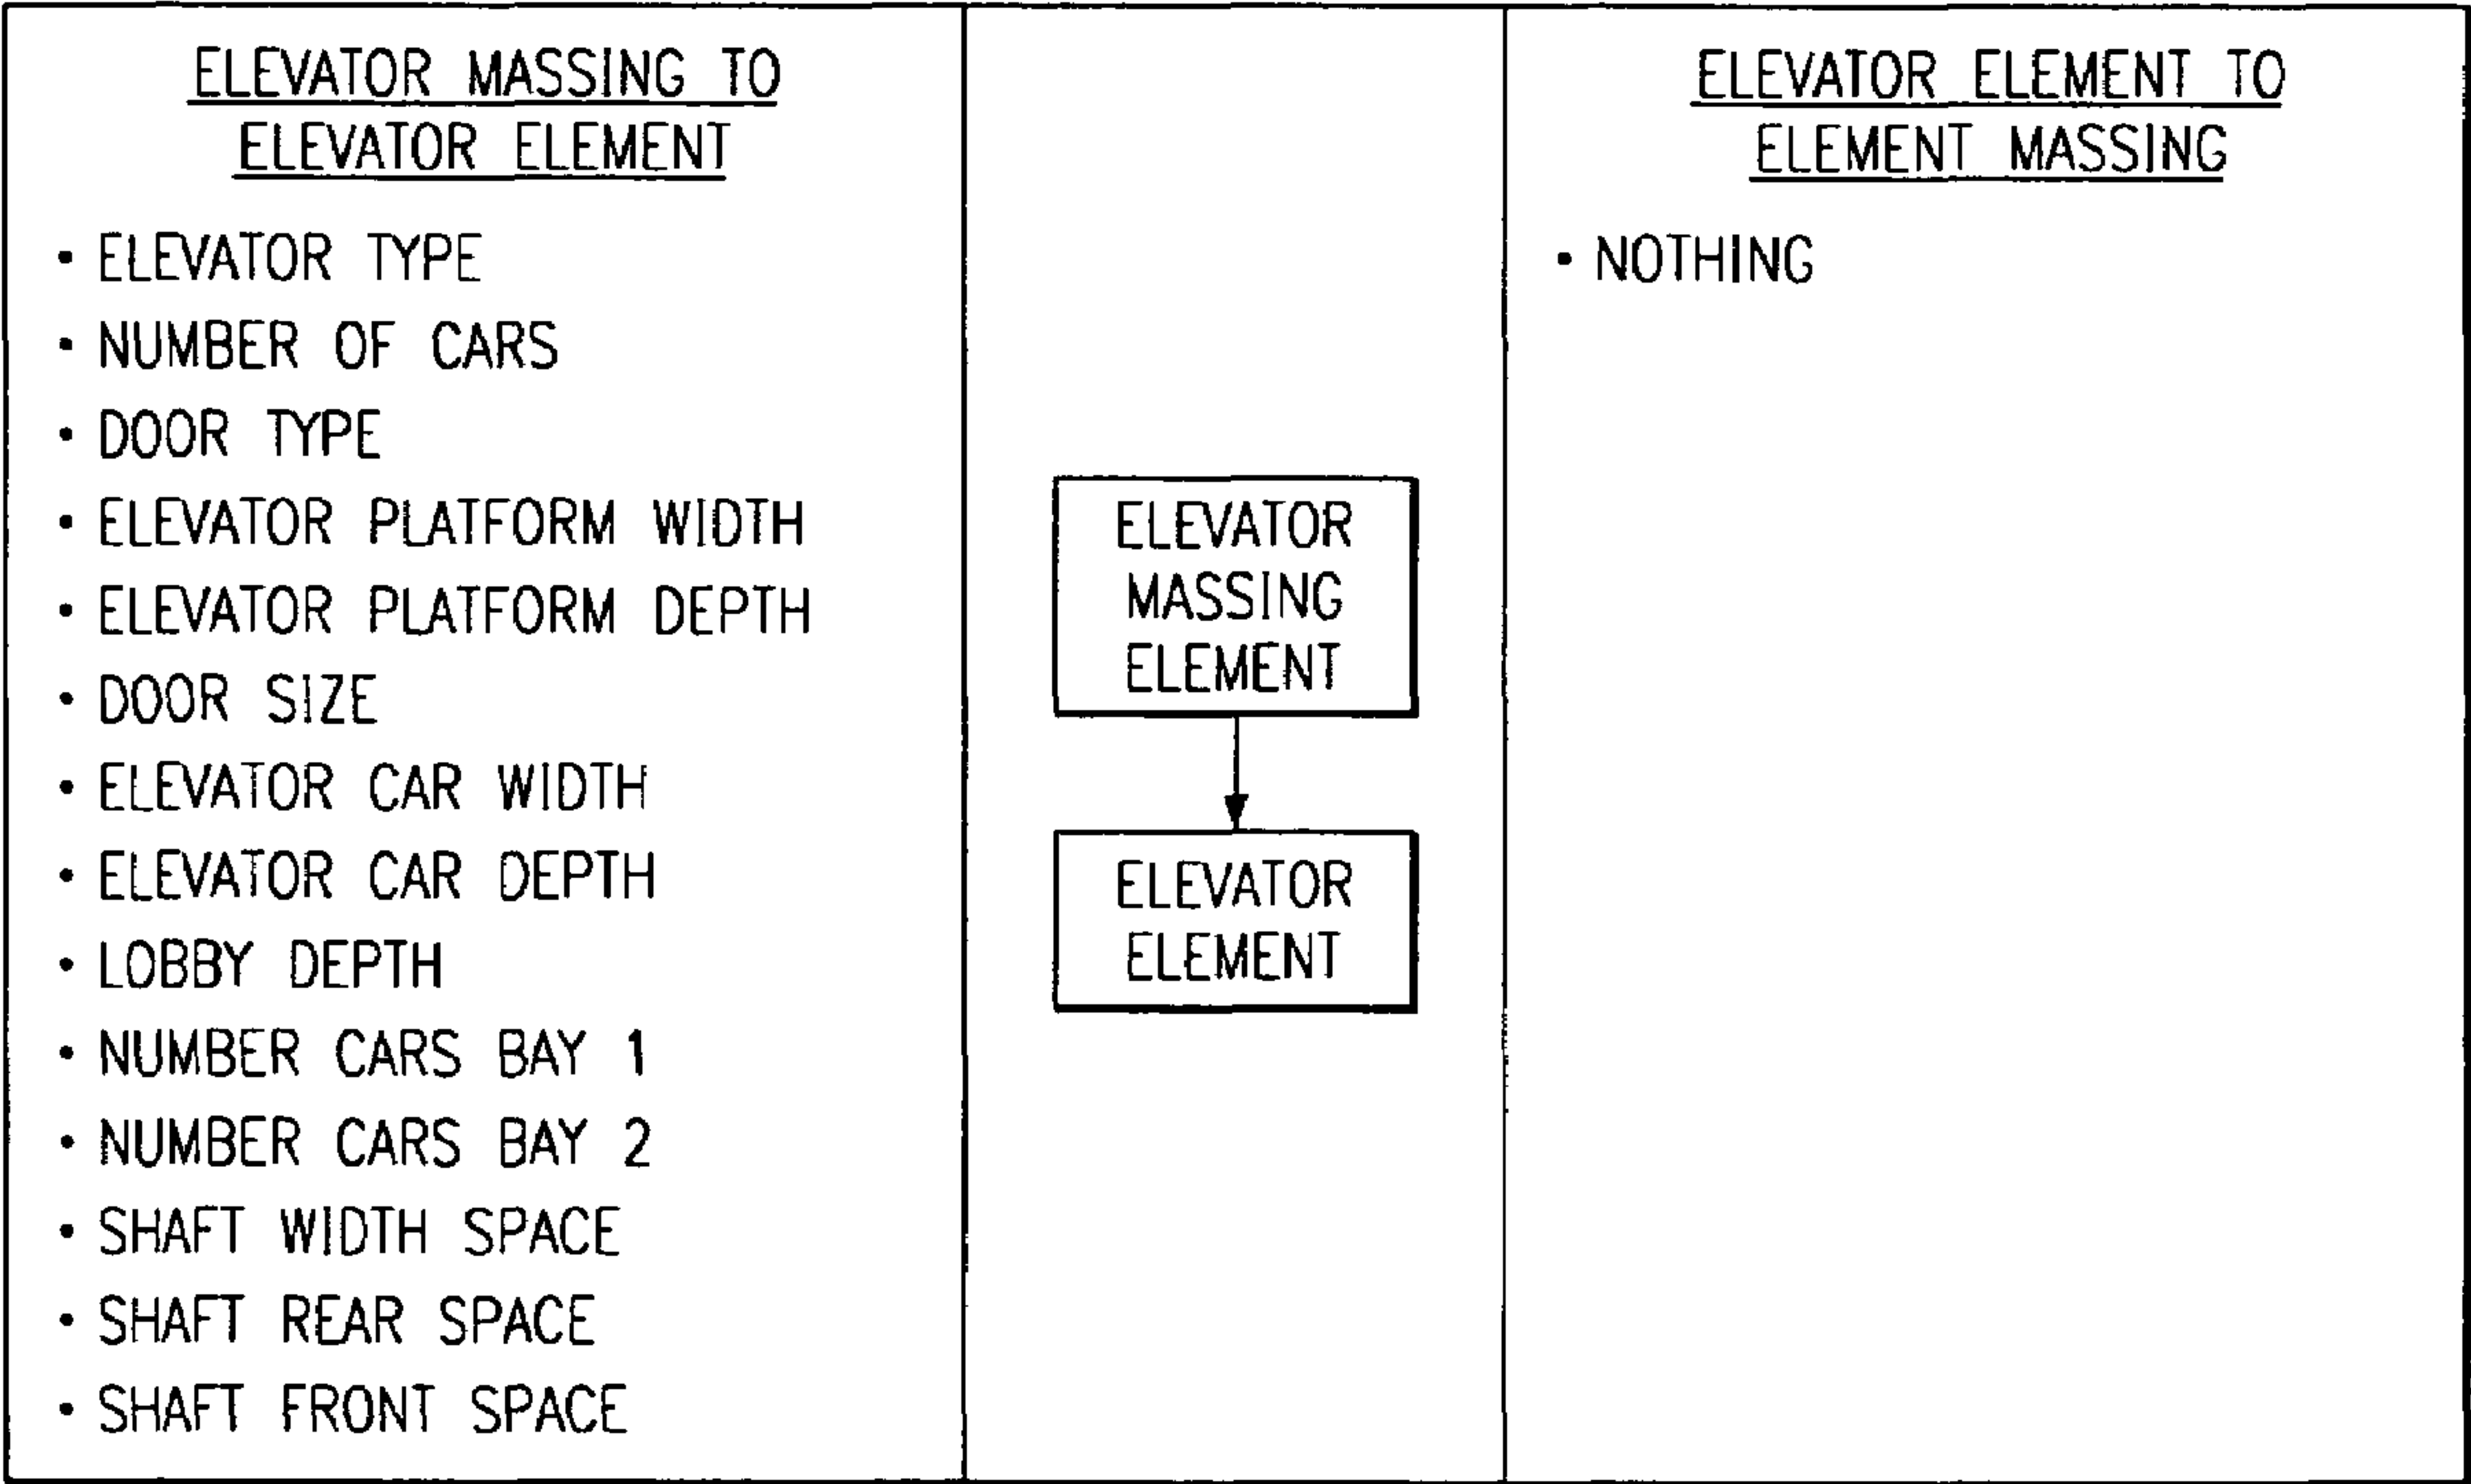 ELEVATOR MASSING TO
ELEVATOR ELEMENT
• ELEVATOR TYPE
• NUMBER OF CARS
• DOOR TYPE
• ELEVATOR PLATFORM WIDTH
• ELEVATOR PLATFORM DEPTH
• DOOR SIZE
• ELEVATOR CAR WIDTH
• ELEVATOR CAR DEPTH
• LOBBY DEPTH
• NUMBER CARS BAY 1
• NUMBER CARS BAY 2
• SHAFT WIDTH SPACE
• SHAFT REAR SPACE
• SHAFT FRONT SPACE
ELEVATOR
MASSING
ELEMENT
ELEVATOR
ELEMENT
ELEVATOR ELEMENT TO
ELEMENT MASSING
• NOTHING